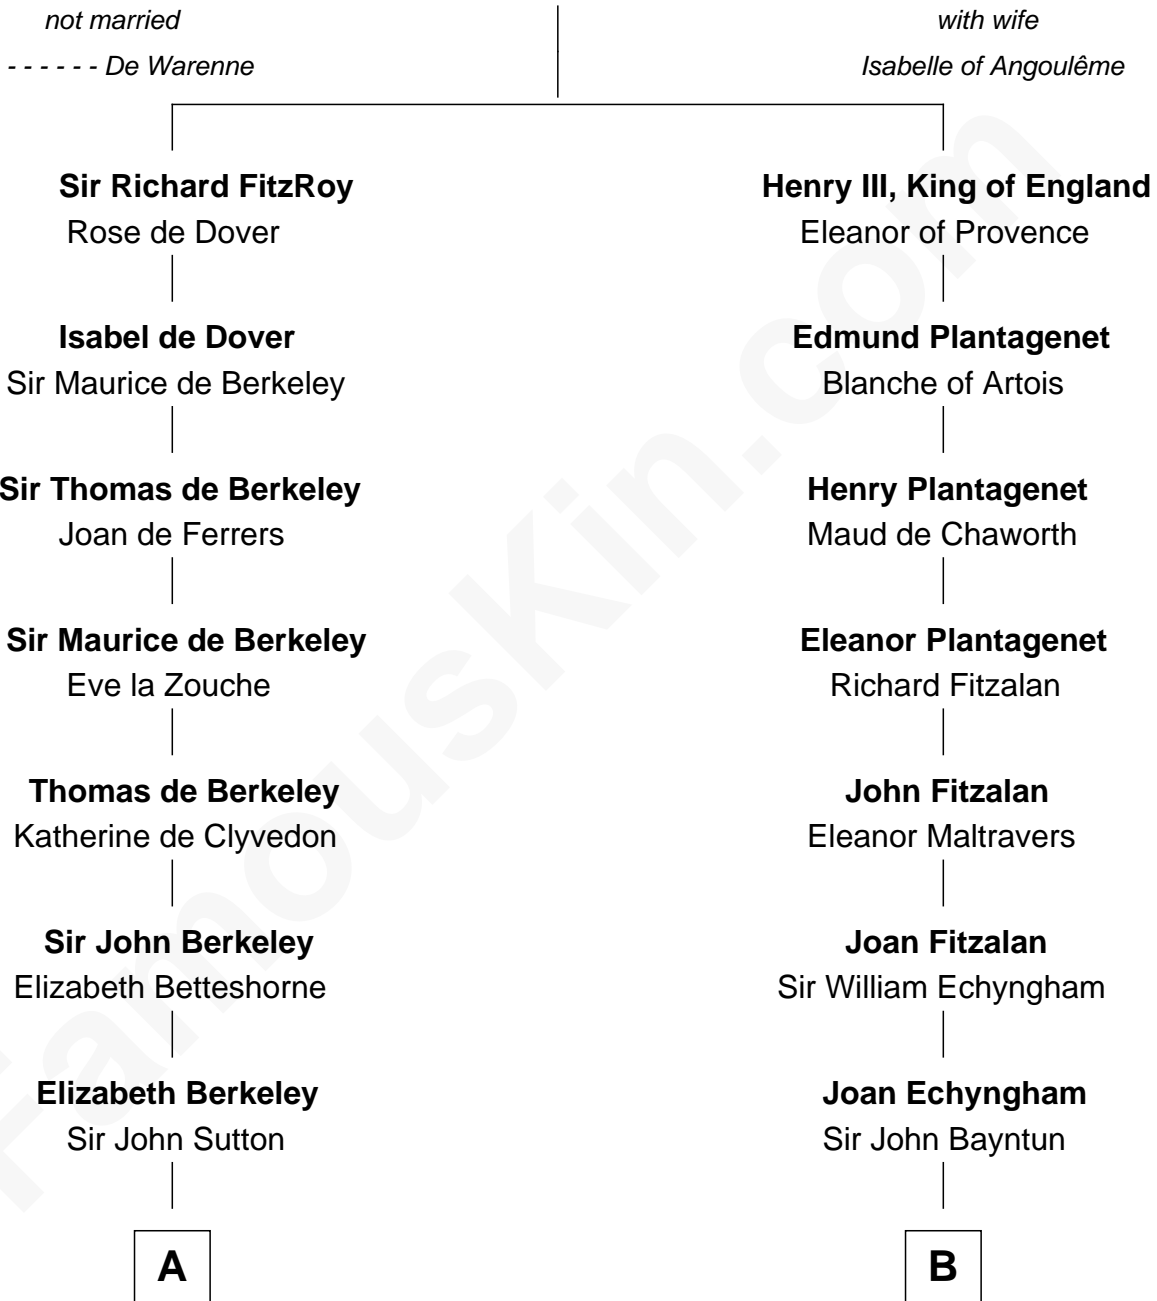 not married
with wife
- - - - - - De Warenne
Isabelle of Angoulême
Sir Richard FitzRoy
Rose de Dover
Henry III, King of England
Eleanor of Provence
Isabel de Dover
Sir Maurice de Berkeley
Edmund Plantagenet
Blanche of Artois
Sir Thomas de Berkeley
Joan de Ferrers
Henry Plantagenet
Maud de Chaworth
Sir Maurice de Berkeley
Eve la Zouche
Eleanor Plantagenet
Richard Fitzalan
Thomas de Berkeley
Katherine de Clyvedon
John Fitzalan
Eleanor Maltravers
Sir John Berkeley
Elizabeth Betteshorne
Joan Fitzalan
Sir William Echyngham
Elizabeth Berkeley
Sir John Sutton
Joan Echyngham
Sir John Bayntun
A
B
FamousKin.com